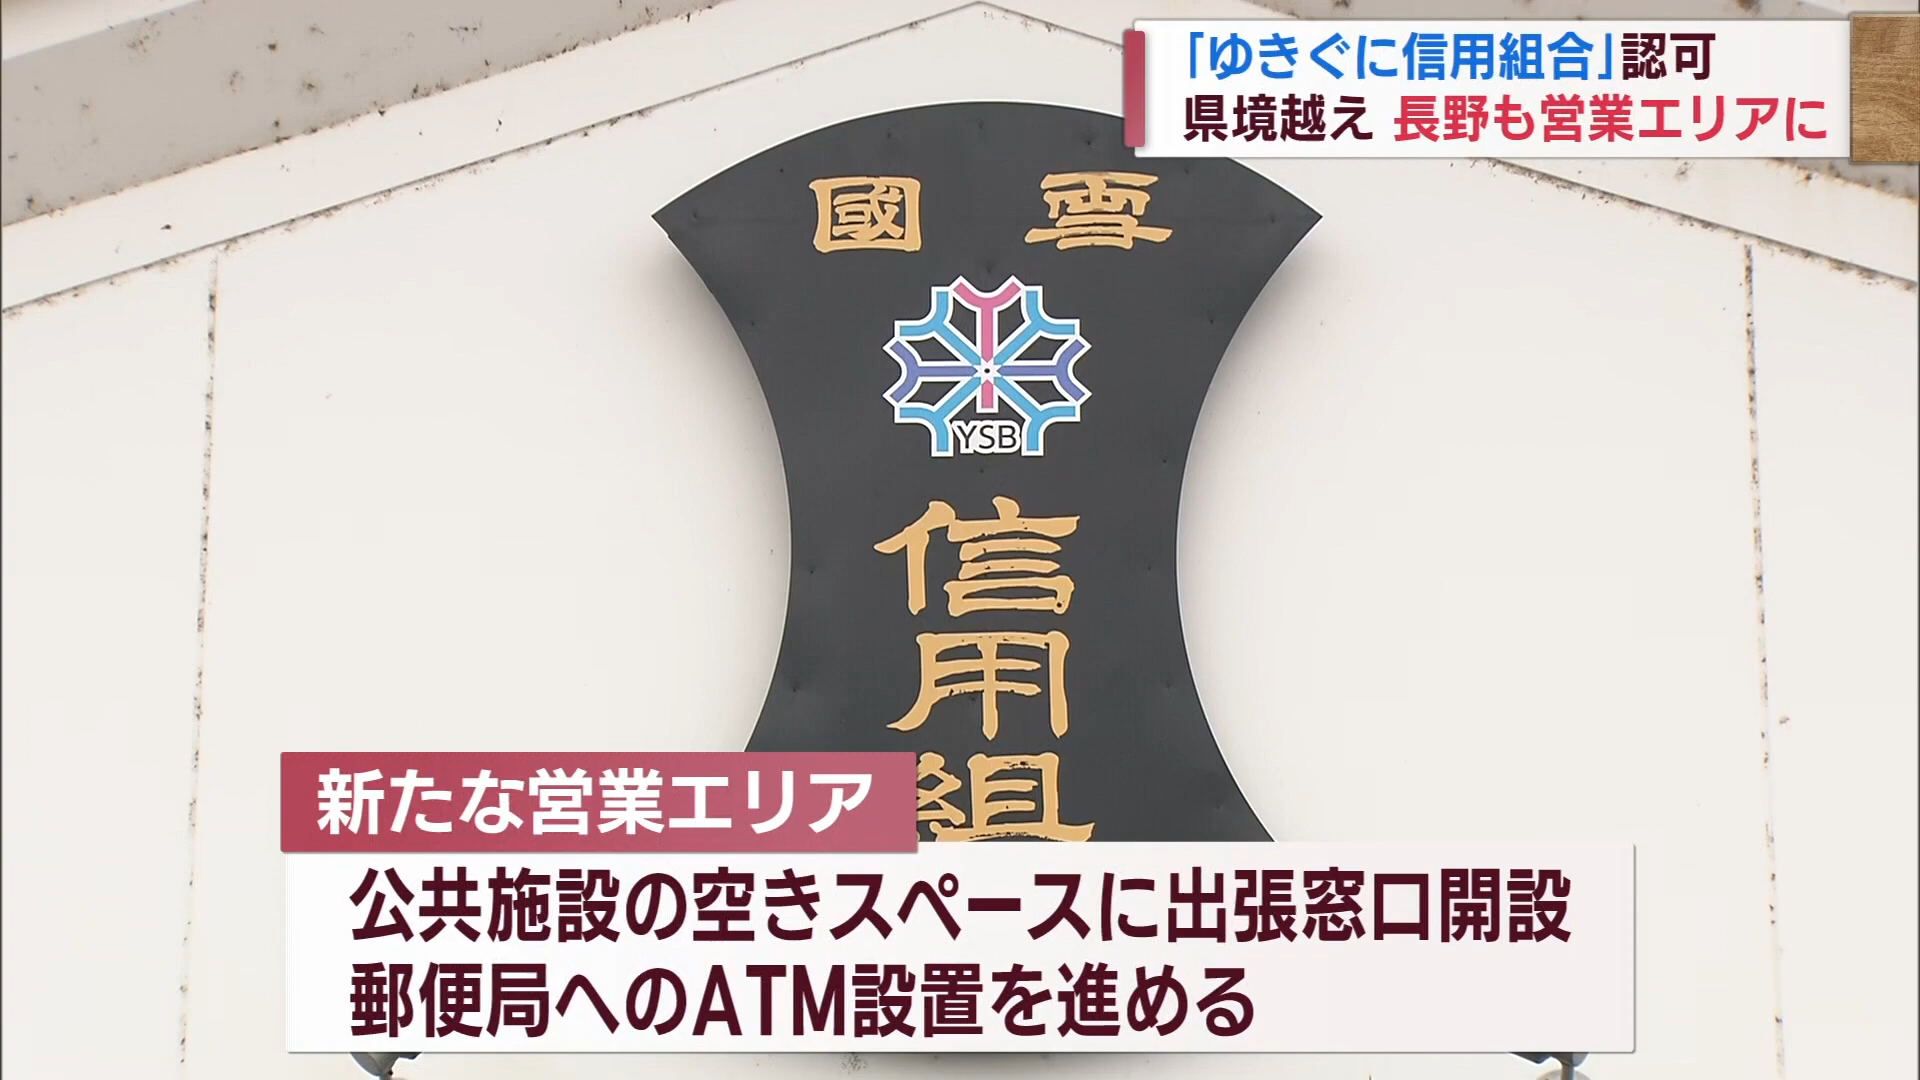 「ゆきぐに信用組合」認可
県境越え 長野も営業エリアに
國 雪
YSB
信
用
組
新たな営業エリア
公共施設の空きスペースに出張窓口開設
郵便局へのATM設置を進める